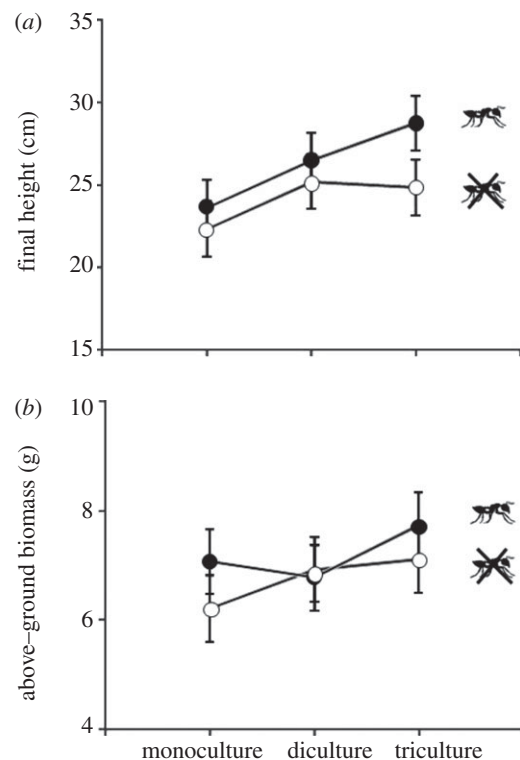 (a)
35
30
25
20
15
final height (cm)
(b)
10
8
6
4
above–ground biomass (g)
monoculture diculture triculture